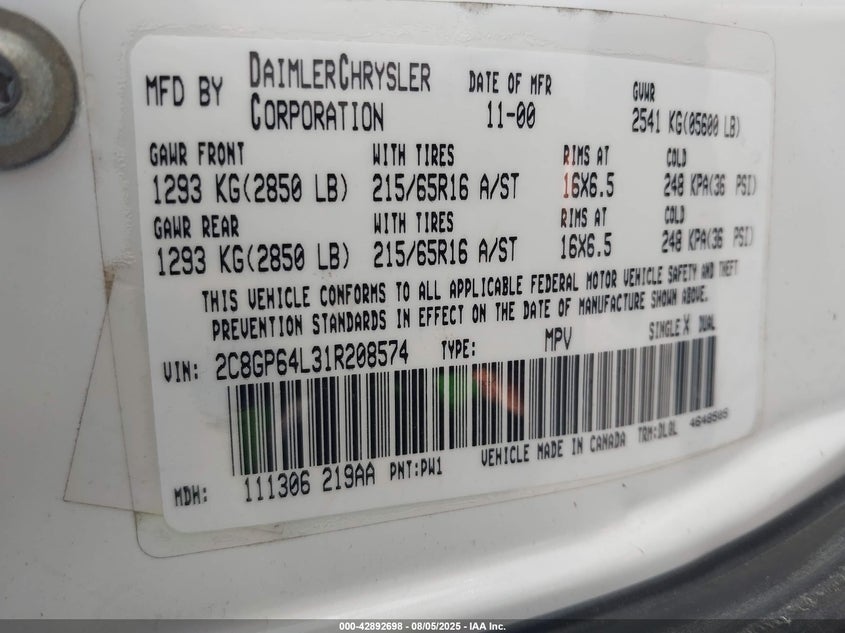 MFD BY DAIMLERCHRYSLER CORPORATION DATE OF MFR 11-00 GVWR 2541 KG(05600 LB)
GAWR FRONT WITH TIRES RIMS AT COLD
1293 KG(2850 LB) 215/65R16 A/ST 16X6.5 248 KPA(36 PSI)
GAWR REAR WITH TIRES RIMS AT COLD
1293 KG(2850 LB) 215/65R16 A/ST 16X6.5 248 KPA(36 PSI)
THIS VEHICLE CONFORMS TO ALL APPLICABLE FEDERAL MOTOR VEHICLE SAFETY AND THEFT
PREVENTION STANDARDS IN EFFECT ON THE DATE OF MANUFACTURE SHOWN ABOVE.
VIN: 2C8GP64L31R208574 TYPE: MPV SINGLE X DUAL
MDH: 111306 219AA PNT:PW1 VEHICLE MADE IN CANADA TRM:DLQL 4648505
000-42892698 - 08/05/2025 - IAA Inc.